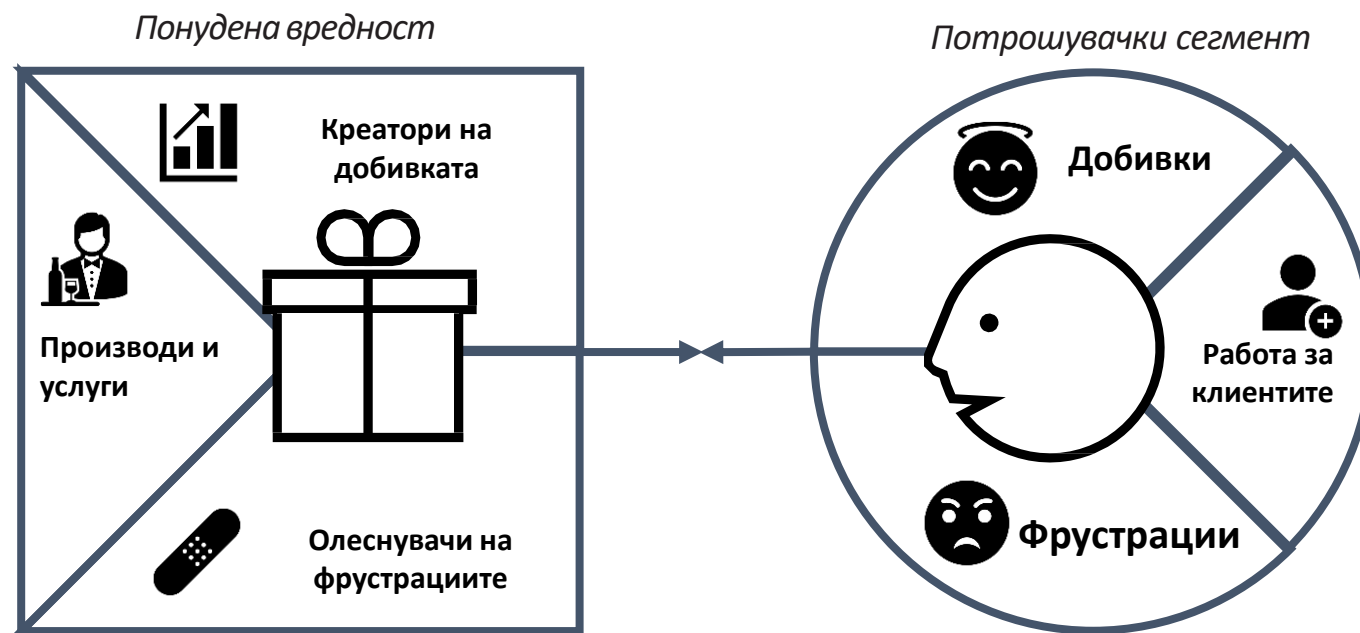 Понудена вредност
Потрошувачки сегмент
Креатори на
добивката
Производи и
услуги
Олеснувачи на
фрустрациите
Добивки
Работа за
клиентите
Фрустрации